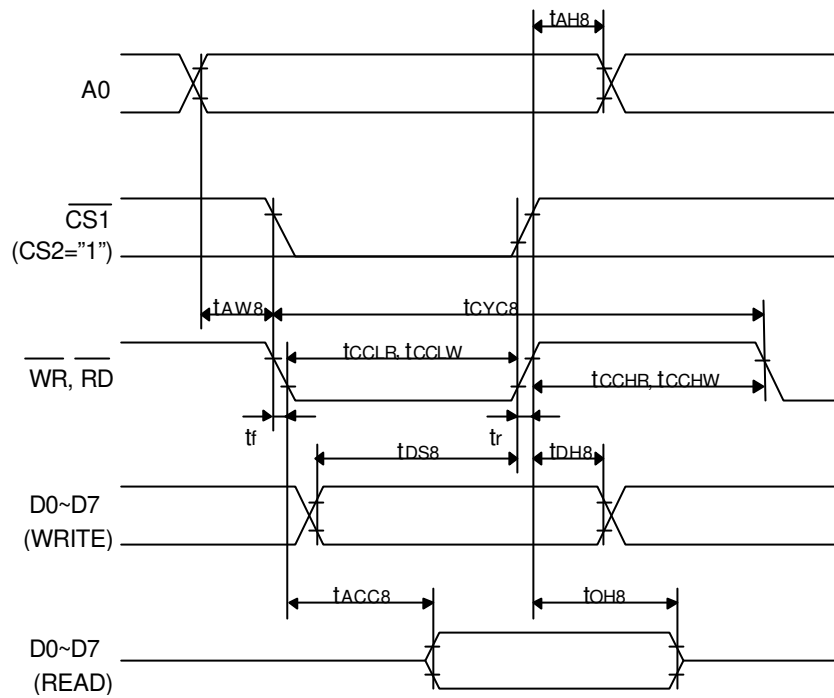 tAH8
A0
CS1
(CS2="1")
tAW8 tCYC8
tCCLR, tCCLW
WR, RD
tCCHR, tCCHW
tf tr
tDS8 tDH8
D0~D7
(WRITE)
tACC8 tOH8
D0~D7
(READ)